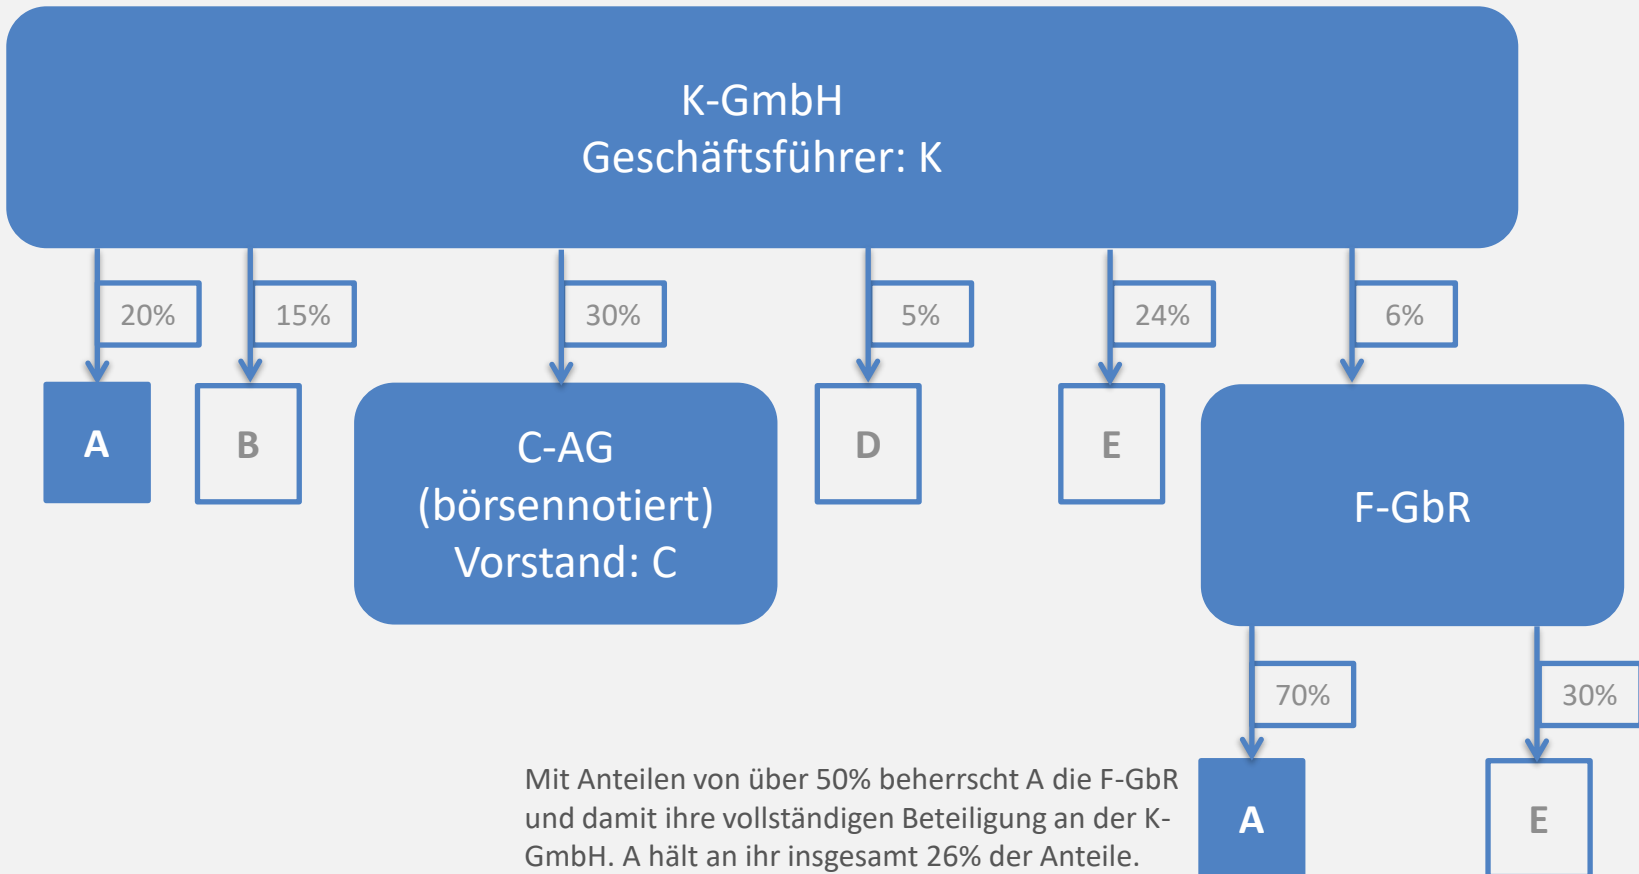 K-GmbH
Geschäftsführer: K
20%
15%
30%
5%
24%
6%
A
B
C-AG
(börsennotiert)
Vorstand: C
D
E
F-GbR
70%
30%
Mit Anteilen von über 50% beherrscht A die F-GbR
und damit ihre vollständigen Beteiligung an der K-
GmbH. A hält an ihr insgesamt 26% der Anteile.
A
E